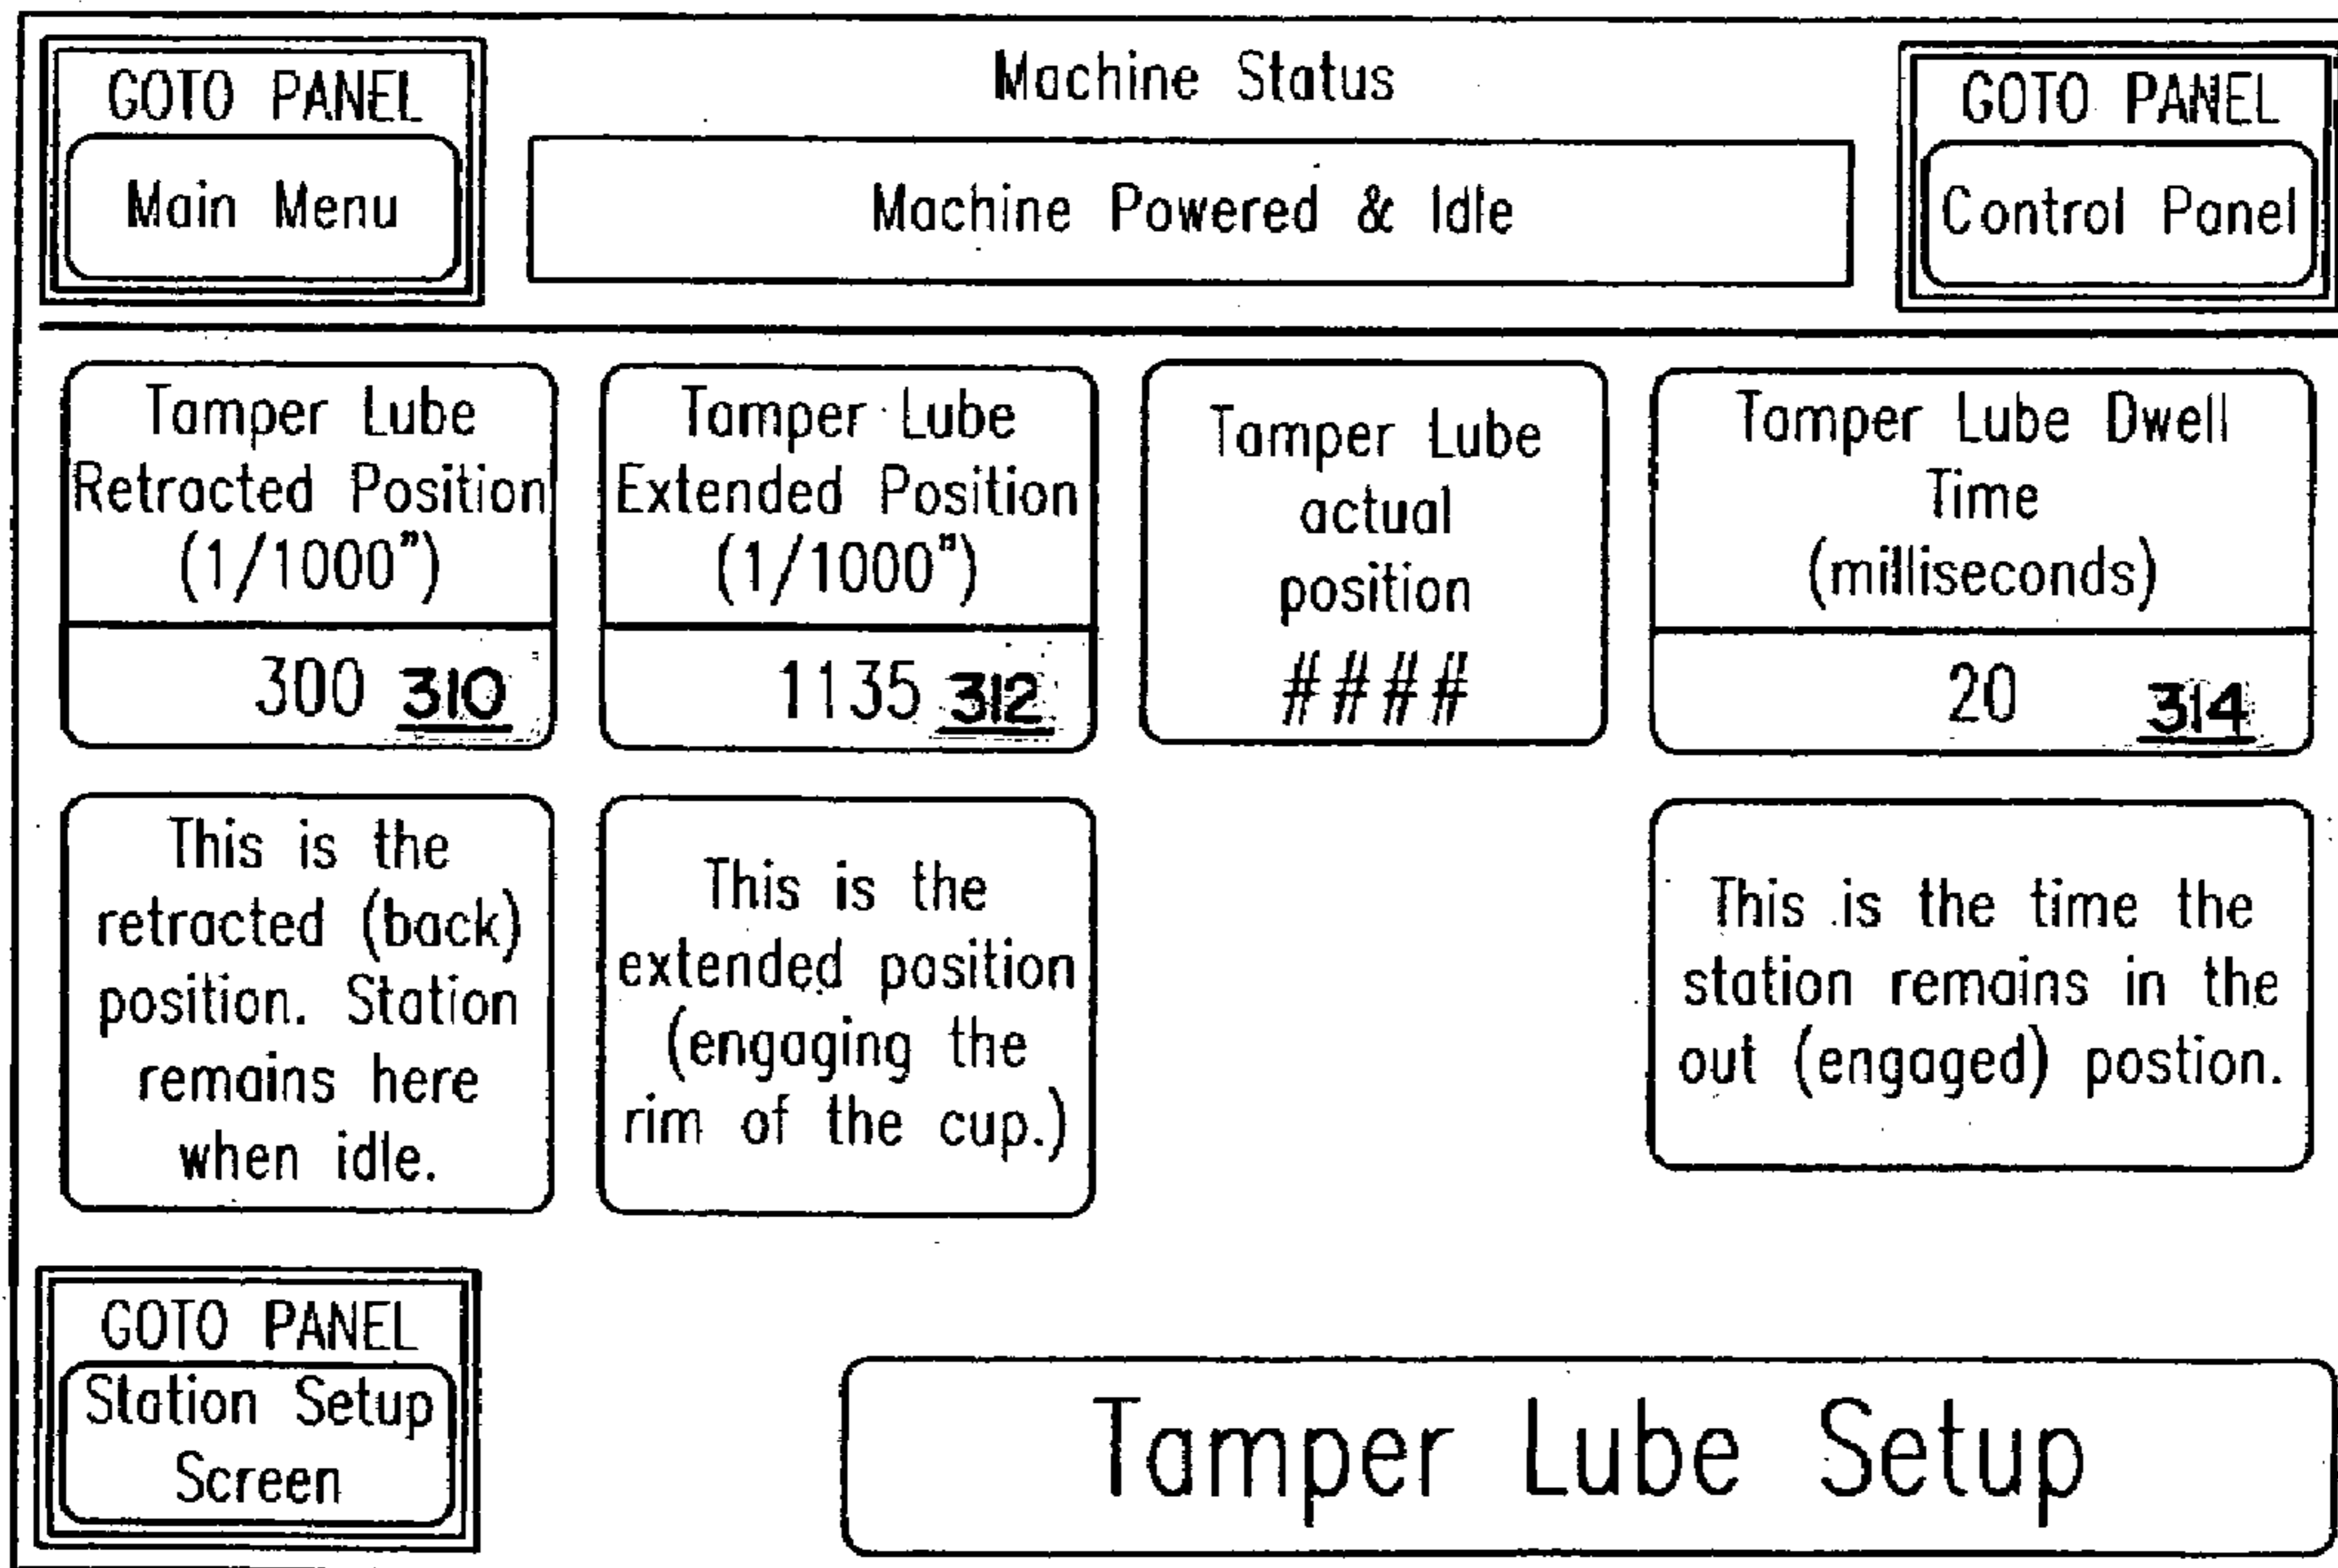 GOTO PANEL
Main Menu
Machine Status
Machine Powered & Idle
GOTO PANEL
Control Panel
Tamper Lube
Retracted Position
(1/1000")
300 310
Tamper Lube
Extended Position
(1/1000")
1135 312
Tamper Lube
actual
position
####
Tamper Lube Dwell
Time
(milliseconds)
20 314
This is the
retracted (back)
position. Station
remains here
when idle.
This is the
extended position
(engaging the
rim of the cup.)
This is the time the
station remains in the
out (engaged) postion.
GOTO PANEL
Station Setup
Screen
Tamper Lube Setup